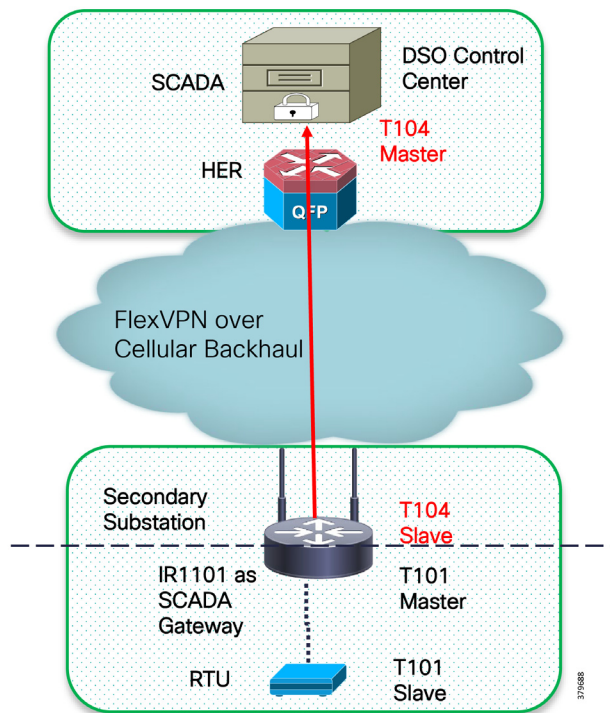 SCADA
DSO Control
Center
T104
Master
HER
QFP
FlexVPN over
Cellular Backhaul
Secondary
Substation
T104
Slave
IR1101 as
SCADA
Gateway
T101
Master
RTU
T101
Slave
379688